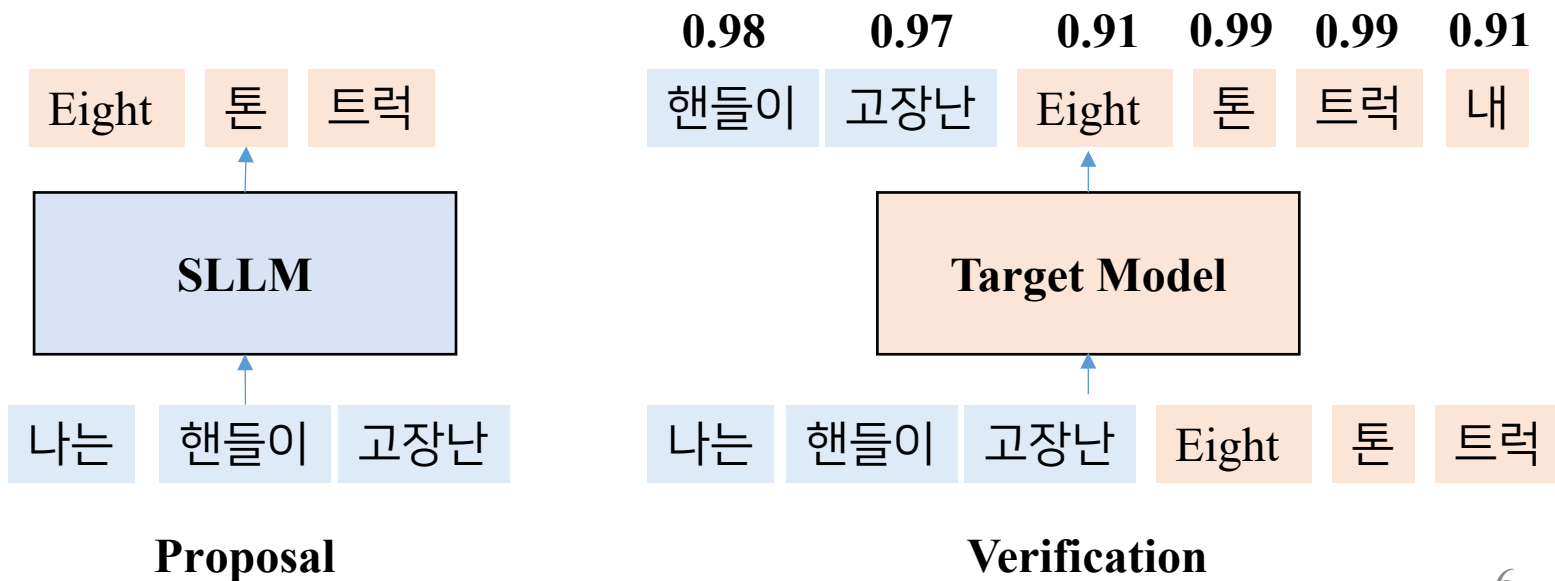 0.98 0.97 0.91 0.99 0.99 0.91
Eight 톤 트럭
핸들이 고장난 Eight 톤 트럭 내
SLLM
Target Model
나는 핸들이 고장난
나는 핸들이 고장난 Eight 톤 트럭
Proposal
Verification